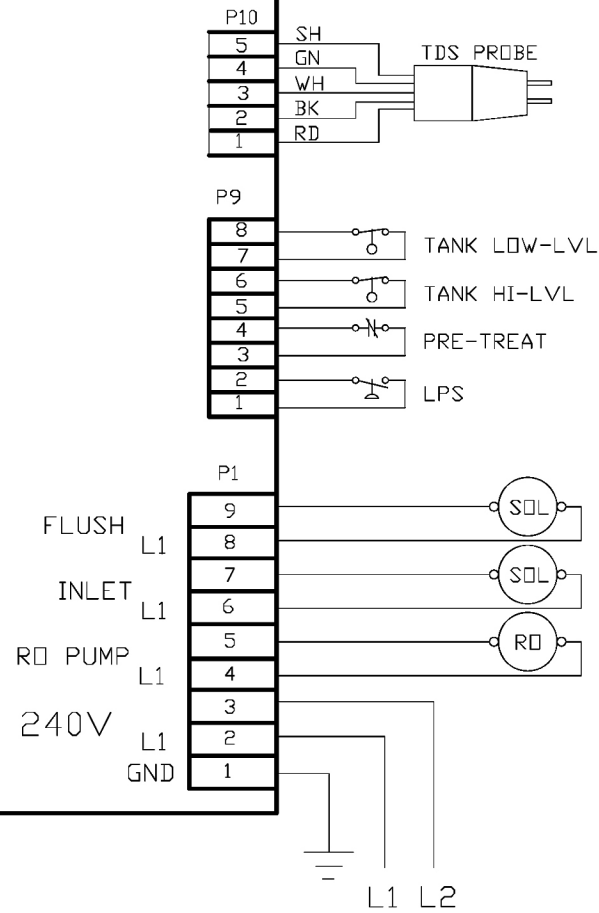 P10
5 SH
4 GN
3 WH
2 BK
1 RD
TDS PROBE
P9
8
7
6
5
4
3
2
1
TANK LOW-LVL
TANK HI-LVL
PRE-TREAT
LPS
P1
FLUSH
9
L1 8
INLET
7
L1 6
RO PUMP
5
L1 4
240V
3
L1 2
GND 1
SOL
SOL
RO
L1 L2